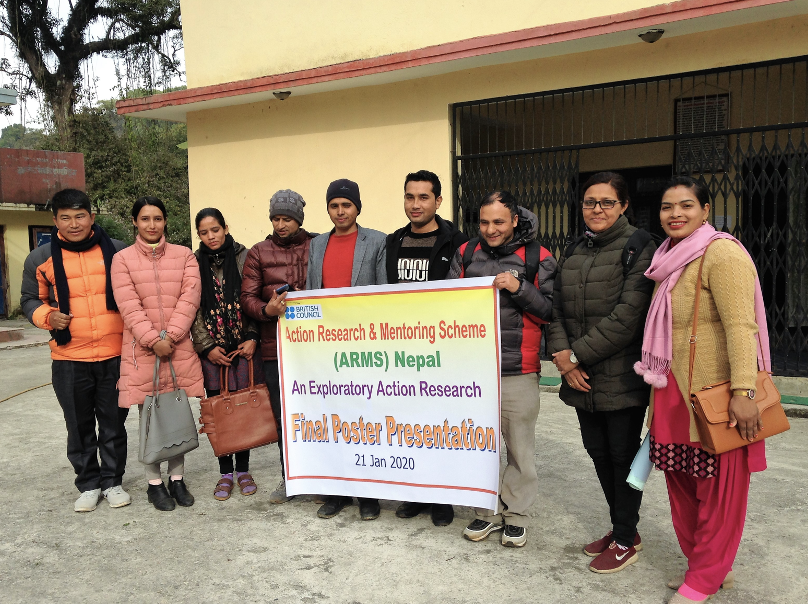 BRITISH
COUNCIL
Action Research & Mentoring Scheme
(ARMS) Nepal
An Exploratory Action Research
Final Poster Presentation
21 Jan 2020